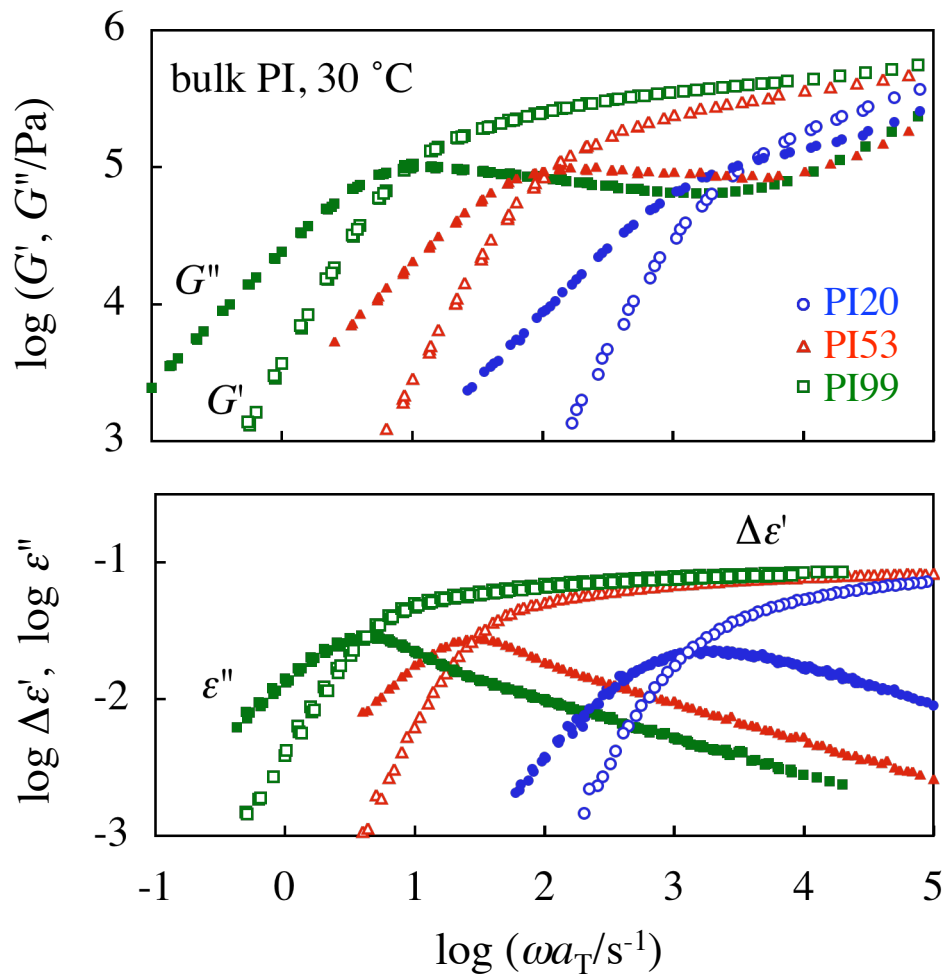 6
bulk PI, 30 ˚C
5
log (G', G"/Pa)
G"
4
PI20
PI53
G'
PI99
3
Δε'
-1
log Δε', log ε"
ε"
-2
-3
-1 0 1 2 3 4 5
log (ωa_T/s⁻¹)